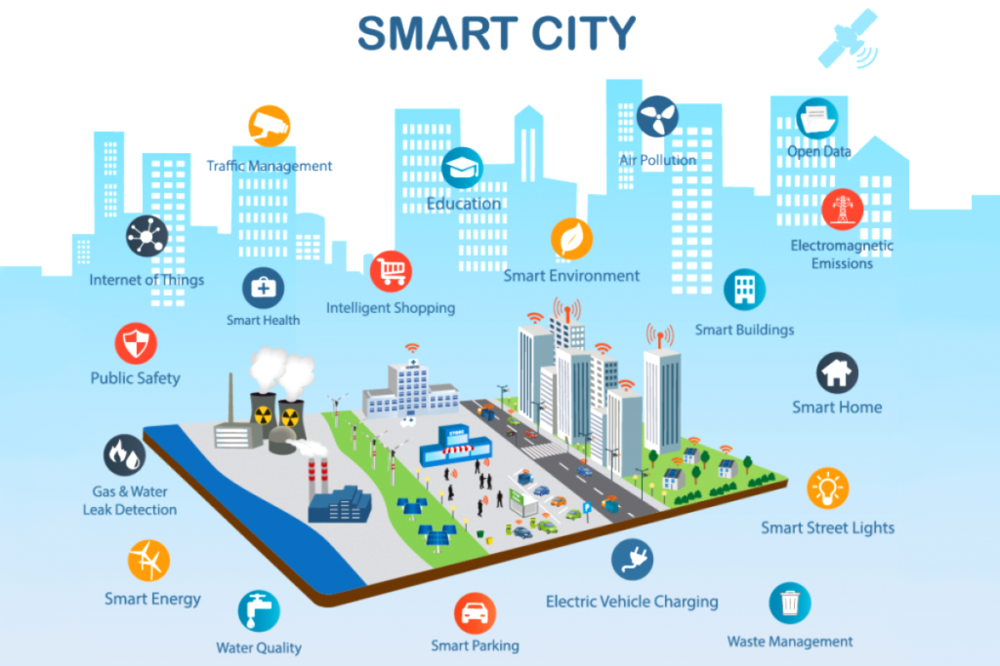 SMART CITY
Traffic Management
Education
Air Pollution
Open Data
Internet of Things
Smart Health
Intelligent Shopping
Smart Environment
Electromagnetic
Emissions
Smart Buildings
Public Safety
Smart Home
STORE
P
Gas & Water
Leak Detection
Smart Street Lights
Smart Energy
Water Quality
Smart Parking
Electric Vehicle Charging
Waste Management